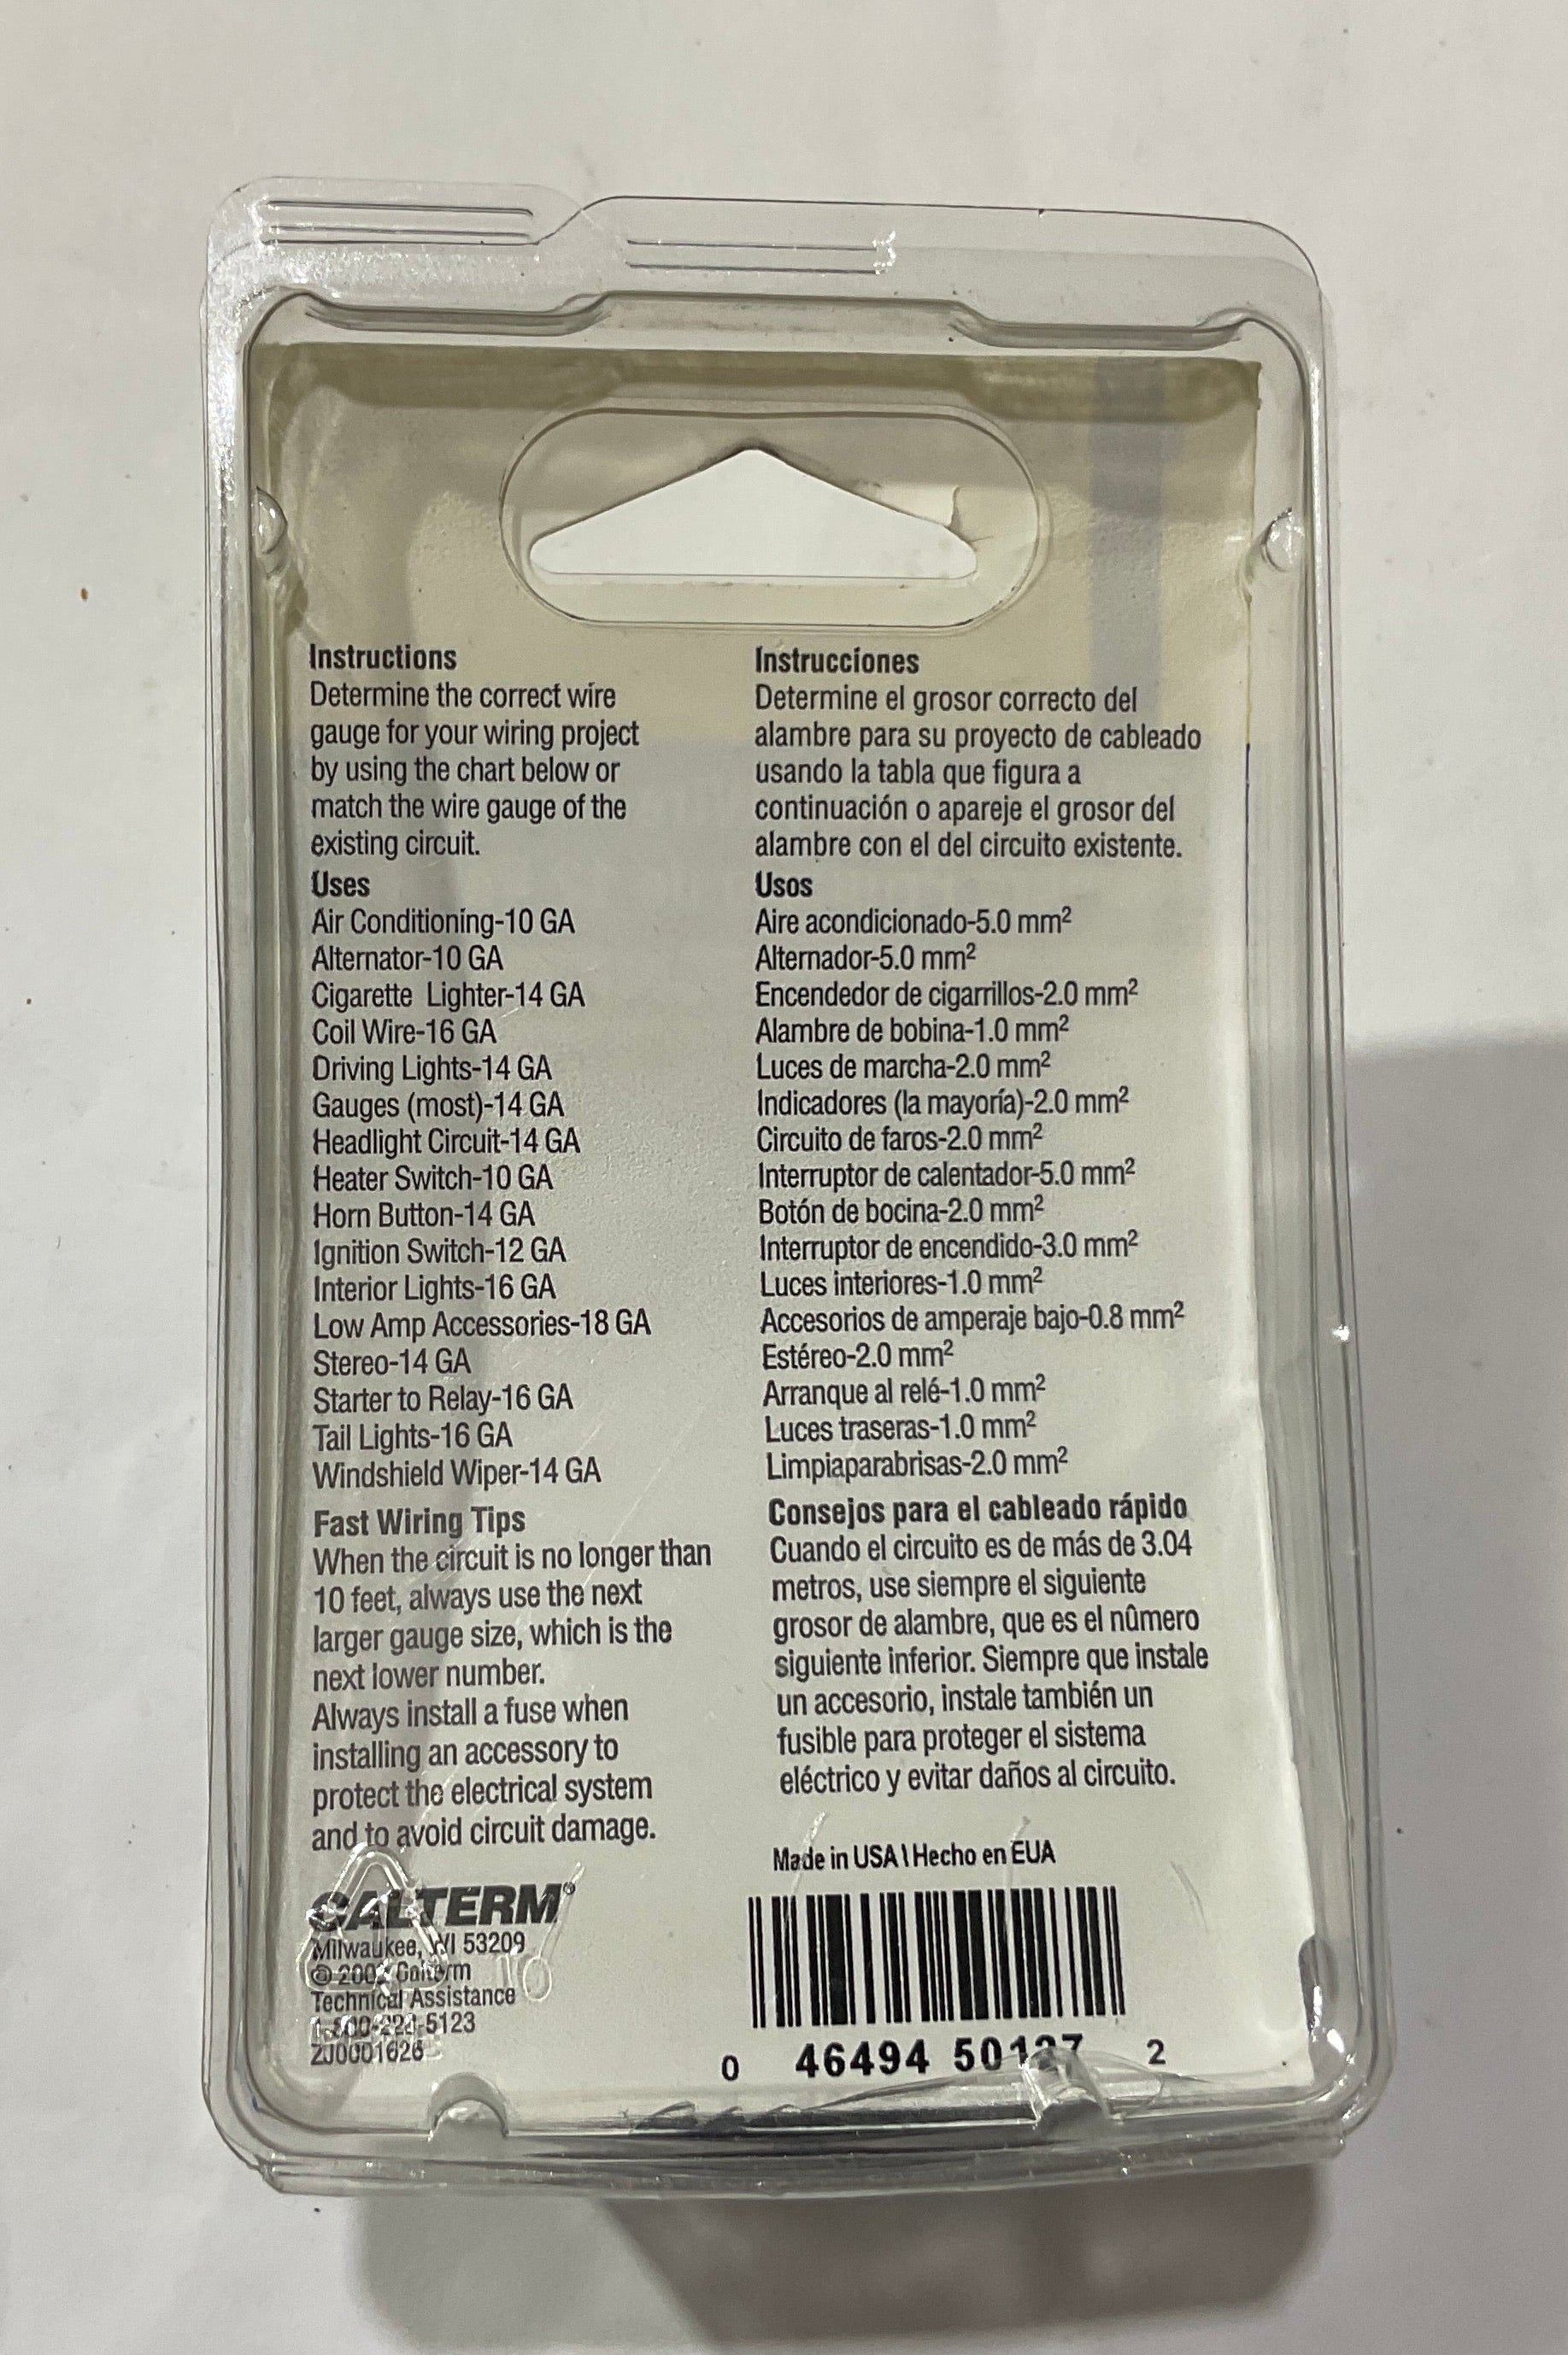 Instructions
Determine the correct wire
gauge for your wiring project
by using the chart below or
match the wire gauge of the
existing circuit.
Uses
Air Conditioning-10 GA
Alternator-10 GA
Cigarette Lighter-14 GA
Coil Wire-16 GA
Driving Lights-14 GA
Gauges (most)-14 GA
Headlight Circuit-14 GA
Heater Switch-10 GA
Horn Button-14 GA
Ignition Switch-12 GA
Interior Lights-16 GA
Low Amp Accessories-18 GA
Stereo-14 GA
Starter to Relay-16 GA
Tail Lights-16 GA
Windshield Wiper-14 GA
Fast Wiring Tips
When the circuit is no longer than
10 feet, always use the next
larger gauge size, which is the
next lower number.
Always install a fuse when
installing an accessory to
protect the electrical system
and to avoid circuit damage.
CALTERM®
Milwaukee, WI 53209
© Calterm
Technical Assistance
ZJ0001626
Instrucciones
Determine el grosor correcto del
alambre para su proyecto de cableado
usando la tabla que figura a
continuación o apareje el grosor del
alambre con el del circuito existente.
Usos
Aire acondicionado-5.0 mm²
Alternador-5.0 mm²
Encendedor de cigarrillos-2.0 mm²
Alambre de bobina-1.0 mm²
Luces de marcha-2.0 mm²
Indicadores (la mayoría)-2.0 mm²
Circuito de faros-2.0 mm²
Interruptor de calentador-5.0 mm²
Botón de bocina-2.0 mm²
Interruptor de encendido-3.0 mm²
Luces interiores-1.0 mm²
Accesorios de amperaje bajo-0.8 mm²
Estéreo-2.0 mm²
Arranque al relé-1.0 mm²
Luces traseras-1.0 mm²
Limpiaparabrisas-2.0 mm²
Consejos para el cableado rápido
Cuando el circuito es de más de 3.04
metros, use siempre el siguiente
grosor de alambre, que es el nûmero
siguiente inferior. Siempre que instale
un accesorio, instale también un
fusible para proteger el sistema
eléctrico y evitar daños al circuito.
Made in USA \ Hecho en EUA
0 46494 2